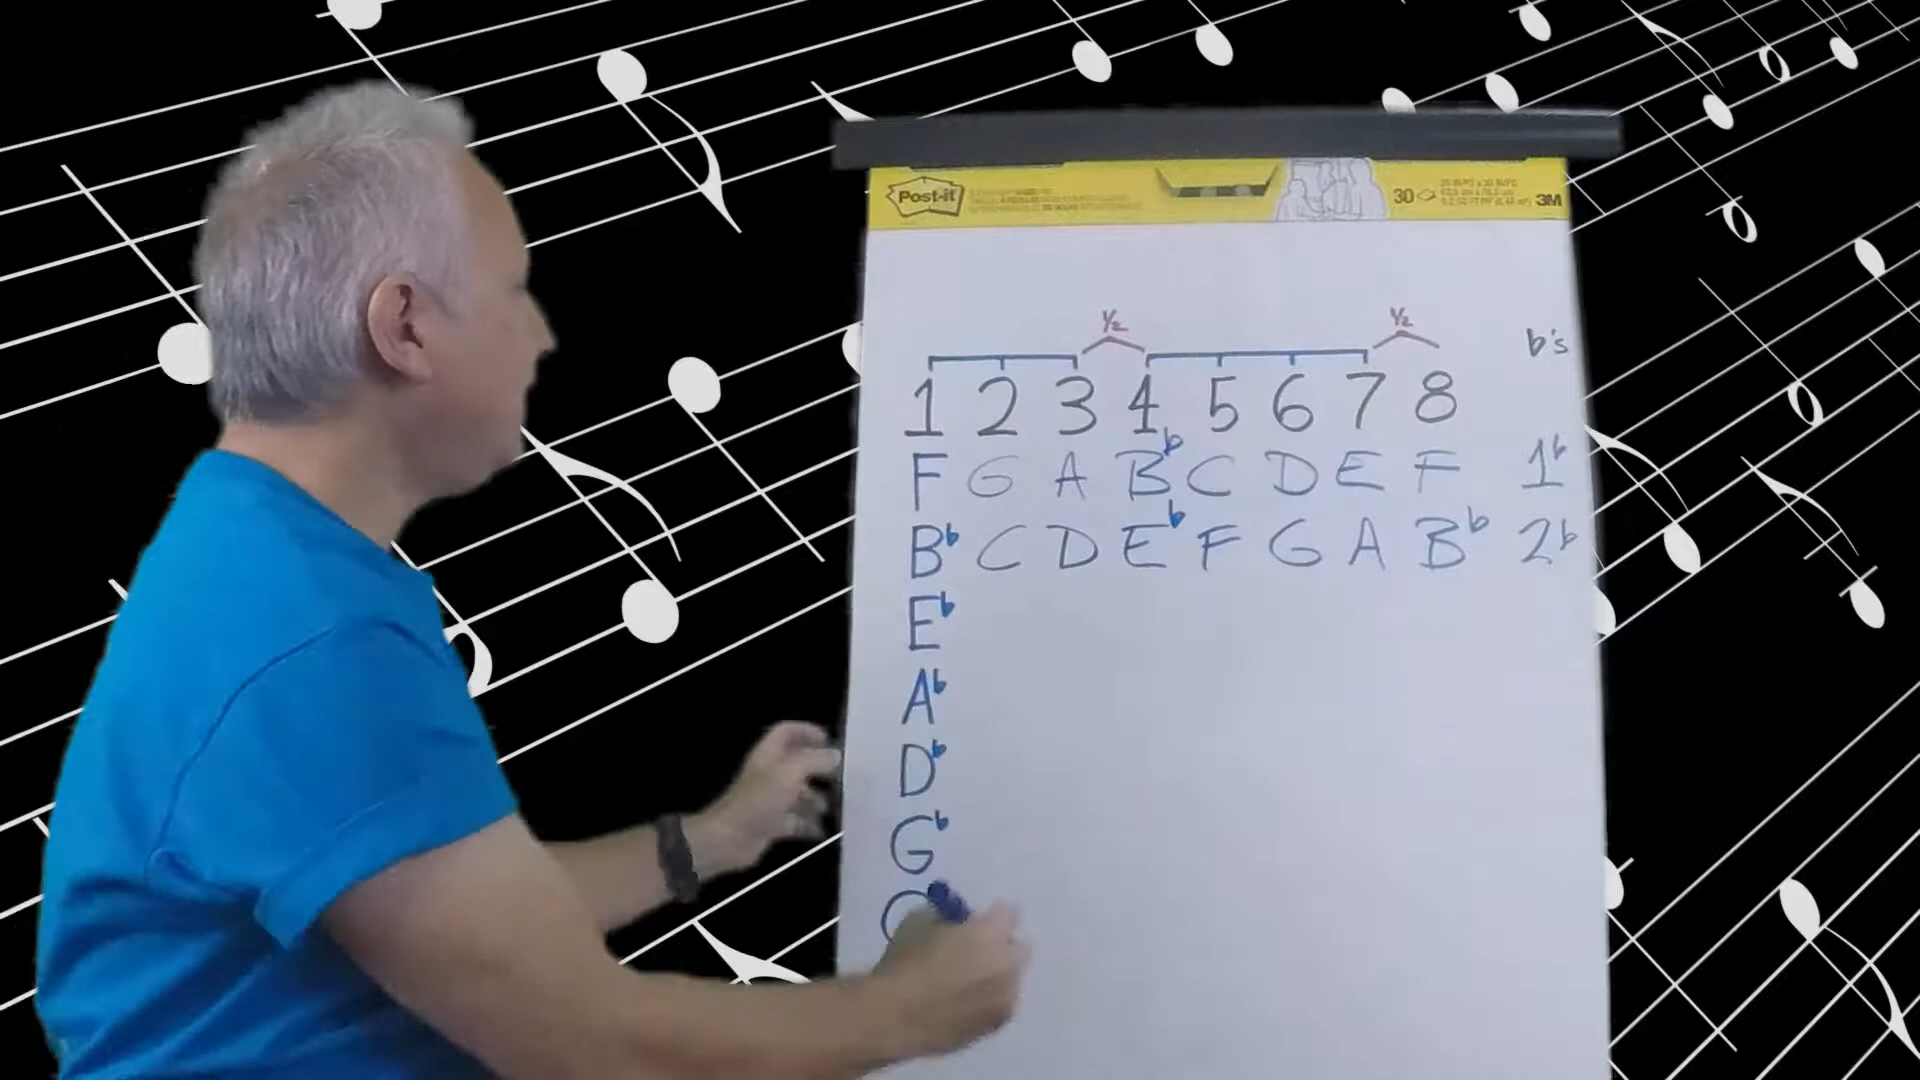 Post-it 30 3M
½ ½
1 2 3 4 5 6 7 8 b's
F G A B♭ C D E F 1♭
B♭ C D E♭ F G A B♭ 2♭
E♭
A♭
D♭
G♭
C